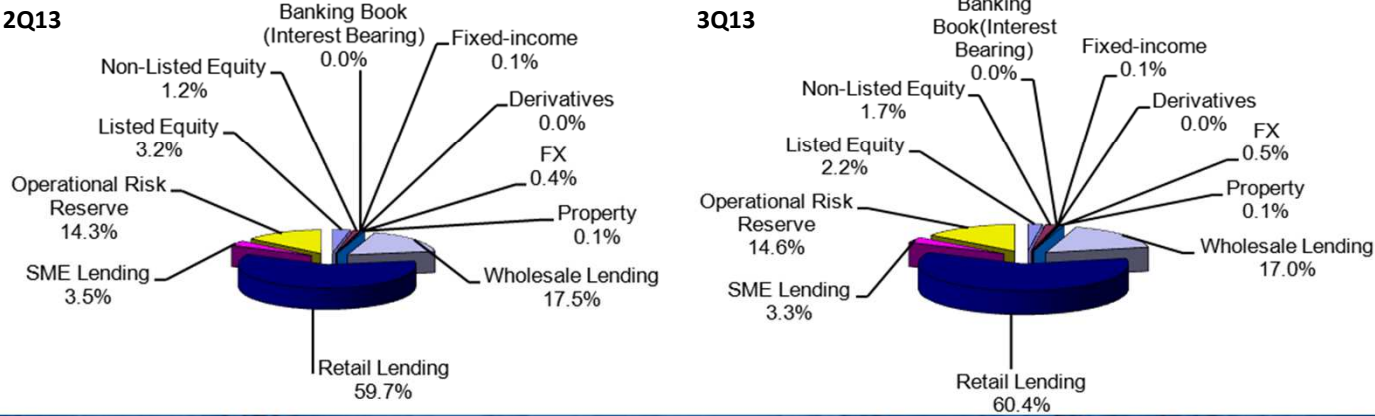 2Q13
Banking Book
(Interest Bearing)
0.0%
Fixed-income
0.1%
Non-Listed Equity
1.2%
Derivatives
0.0%
Listed Equity
3.2%
FX
0.4%
Operational Risk
Reserve
14.3%
Property
0.1%
SME Lending
3.5%
Wholesale Lending
17.5%
Retail Lending
59.7%
3Q13
Banking
Book(Interest
Bearing)
0.0%
Fixed-income
0.1%
Non-Listed Equity
1.7%
Derivatives
0.0%
Listed Equity
2.2%
FX
0.5%
Operational Risk
Reserve
14.6%
Property
0.1%
SME Lending
3.3%
Wholesale Lending
17.0%
Retail Lending
60.4%